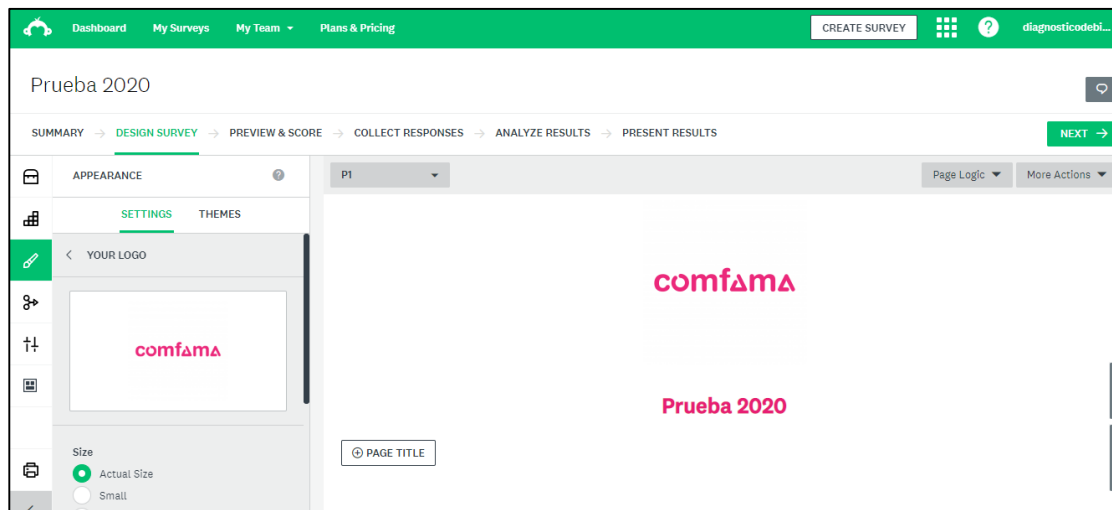 Dashboard My Surveys My Team Plans & Pricing CREATE SURVEY ? diagnosticodebi...
Prueba 2020
SUMMARY → DESIGN SURVEY → PREVIEW & SCORE → COLLECT RESPONSES → ANALYZE RESULTS → PRESENT RESULTS NEXT →
APPEARANCE ?
P1 Page Logic More Actions
SETTINGS THEMES
< YOUR LOGO
comfama
comfama
Prueba 2020
PAGE TITLE
Size
Actual Size
Small